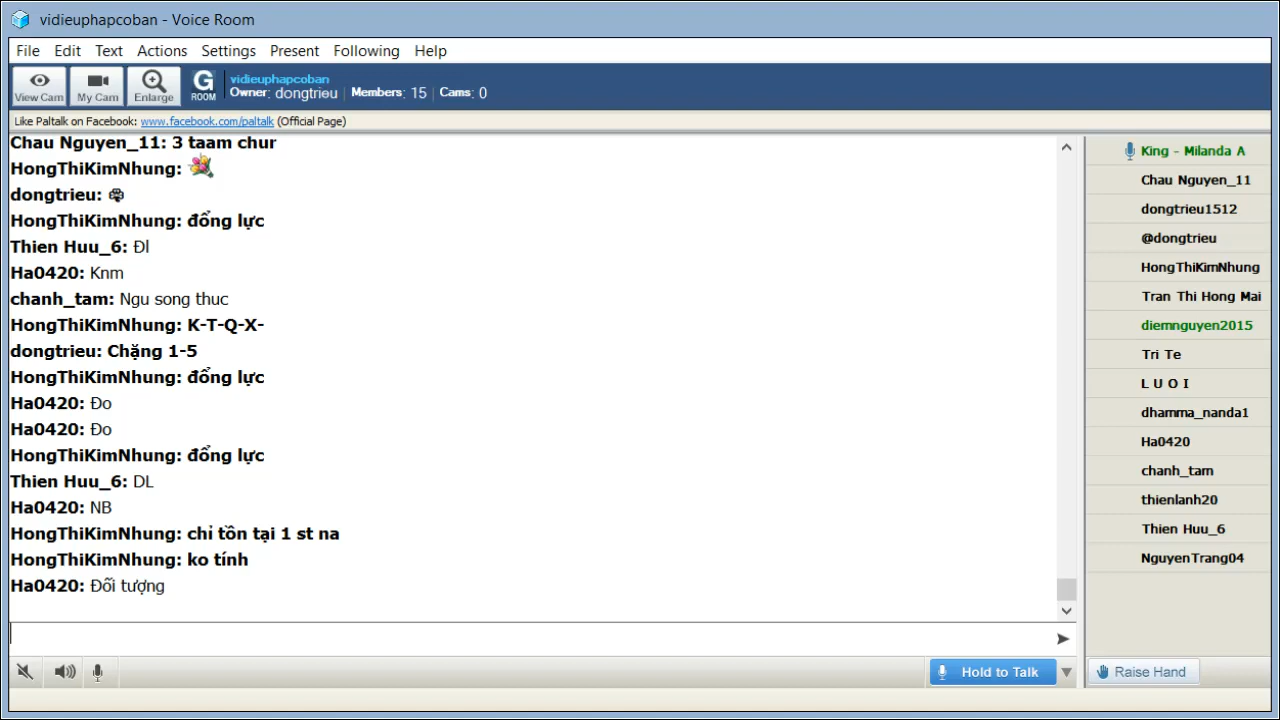 vidieuphapcoban - Voice Room
File Edit Text Actions Settings Present Following Help
View Cam My Cam Enlarge G ROOM vidieuphapcoban
Owner: dongtrieu Members: 15 Cams: 0
Like Paltalk on Facebook: www.facebook.com/paltalk (Official Page)
Chau Nguyen_11: 3 taam chur
HongThiKimNhung:
dongtrieu:
HongThiKimNhung: đổng lực
Thien Huu_6: Đl
Ha0420: Knm
chanh_tam: Ngu song thuc
HongThiKimNhung: K-T-Q-X-
dongtrieu: Chặng 1-5
HongThiKimNhung: đổng lực
Ha0420: Đo
Ha0420: Đo
HongThiKimNhung: đổng lực
Thien Huu_6: DL
Ha0420: NB
HongThiKimNhung: chỉ tồn tại 1 st na
HongThiKimNhung: ko tính
Ha0420: Đối tượng
King - Milanda A
Chau Nguyen_11
dongtrieu1512
@dongtrieu
HongThiKimNhung
Tran Thi Hong Mai
diemnguyen2015
Tri Te
L U O I
dhamma_nanda1
Ha0420
chanh_tam
thienlanh20
Thien Huu_6
NguyenTrang04
Hold to Talk
Raise Hand